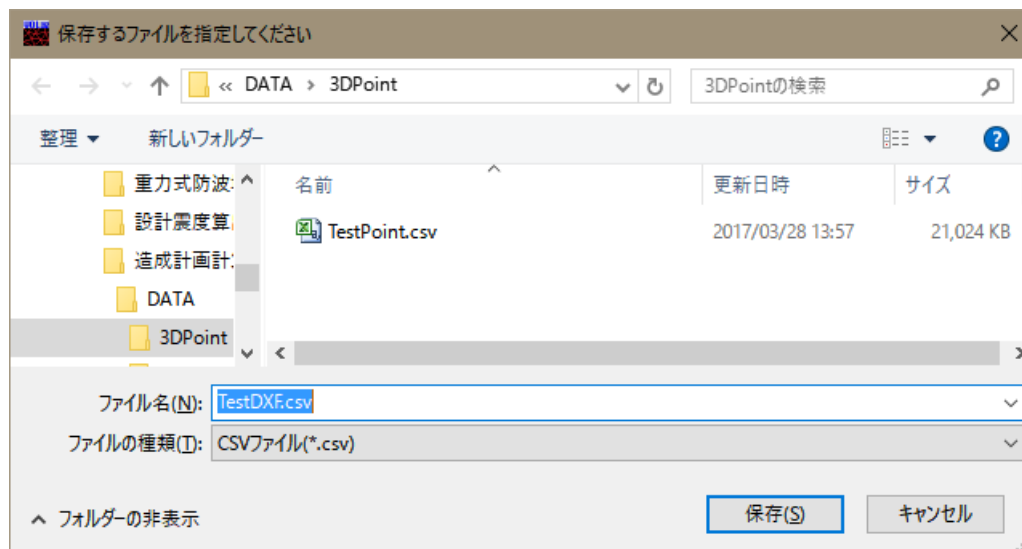 保存するファイルを指定してください
« DATA › 3DPoint
3DPointの検索
整理
新しいフォルダー
名前
更新日時
サイズ
重力式防波
設計震度算
造成計画計
DATA
3DPoint
TestPoint.csv
2017/03/28 13:57
21,024 KB
ファイル名(N):
TestDXF.csv
ファイルの種類(T):
CSVファイル(*.csv)
フォルダーの非表示
保存(S)
キャンセル